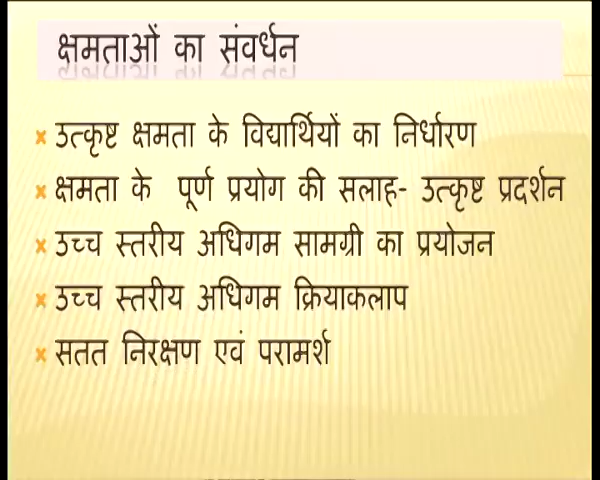 क्षमताओं का संवर्धन
उत्कृष्ट क्षमता के विद्यार्थियों का निर्धारण
क्षमता के पूर्ण प्रयोग की सलाह- उत्कृष्ट प्रदर्शन
उच्च स्तरीय अधिगम सामग्री का प्रयोजन
उच्च स्तरीय अधिगम क्रियाकलाप
सतत निरक्षण एवं परामर्श